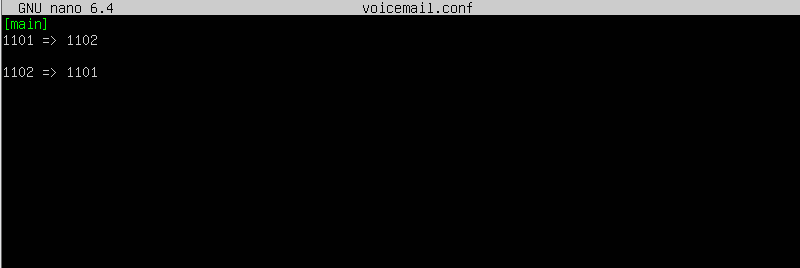 GNU nano 6.4 voicemail.conf
[main]
1101 => 1102
1102 => 1101